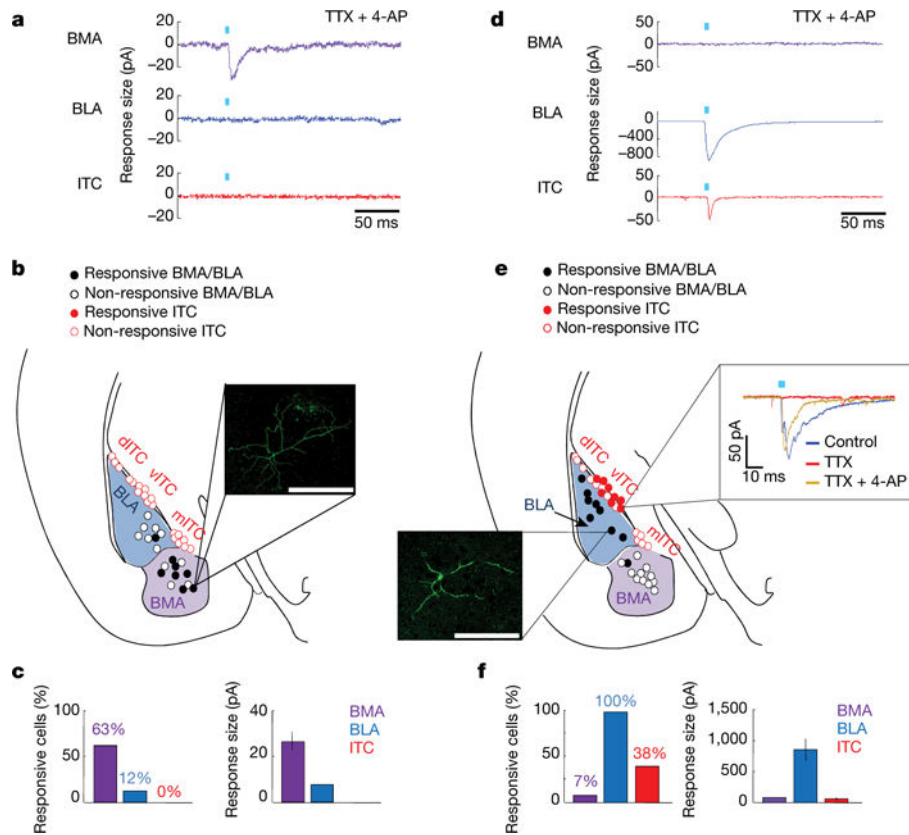 a
TTX + 4-AP
BMA
BLA
ITC
Response size (pA)
20
0
–20
20
0
–20
20
0
–20
50 ms
b
Responsive BMA/BLA
Non-responsive BMA/BLA
Responsive ITC
Non-responsive ITC
dITC
vITC
BLA
mITC
BMA
c
Responsive cells (%)
100
50
0
63%
12%
0%
Response size (pA)
40
20
0
BMA
BLA
ITC
d
TTX + 4-AP
BMA
BLA
ITC
Response size (pA)
50
0
–50
0
–400
–800
50
0
–50
50 ms
e
Responsive BMA/BLA
Non-responsive BMA/BLA
Responsive ITC
Non-responsive ITC
dITC
vITC
BLA
mITC
BMA
50 pA
10 ms
Control
TTX
TTX + 4-AP
f
Responsive cells (%)
100
50
0
7%
100%
38%
Response size (pA)
1,500
1,000
500
0
BMA
BLA
ITC